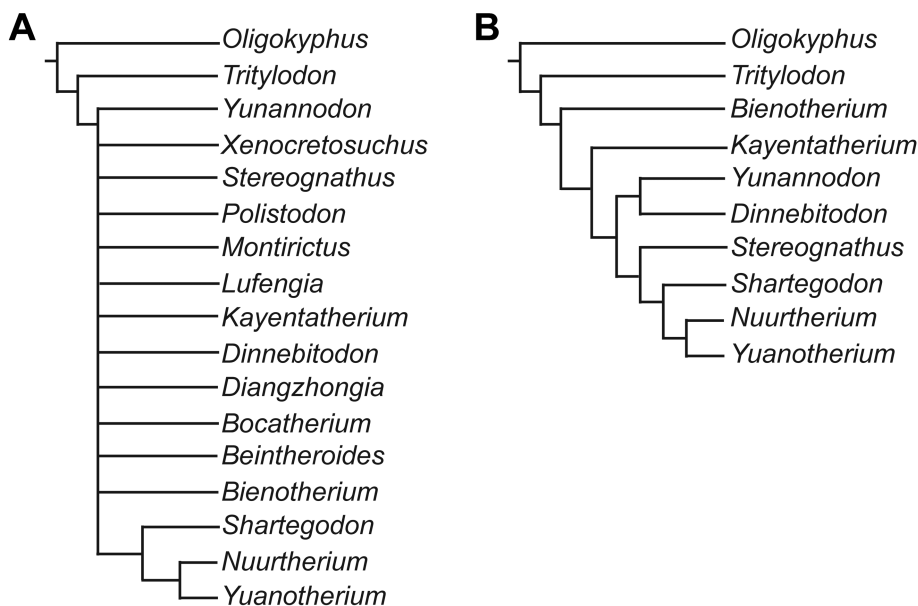 A
Oligokyphus
Tritylodon
Yunannodon
Xenocretosuchus
Stereognathus
Polistodon
Montirictus
Lufengia
Kayentatherium
Dinnebitodon
Diangzhongia
Bocatherium
Beintheroides
Bienotherium
Shartegodon
Nuurtherium
Yuanotherium
B
Oligokyphus
Tritylodon
Bienotherium
Kayentatherium
Yunannodon
Dinnebitodon
Stereognathus
Shartegodon
Nuurtherium
Yuanotherium